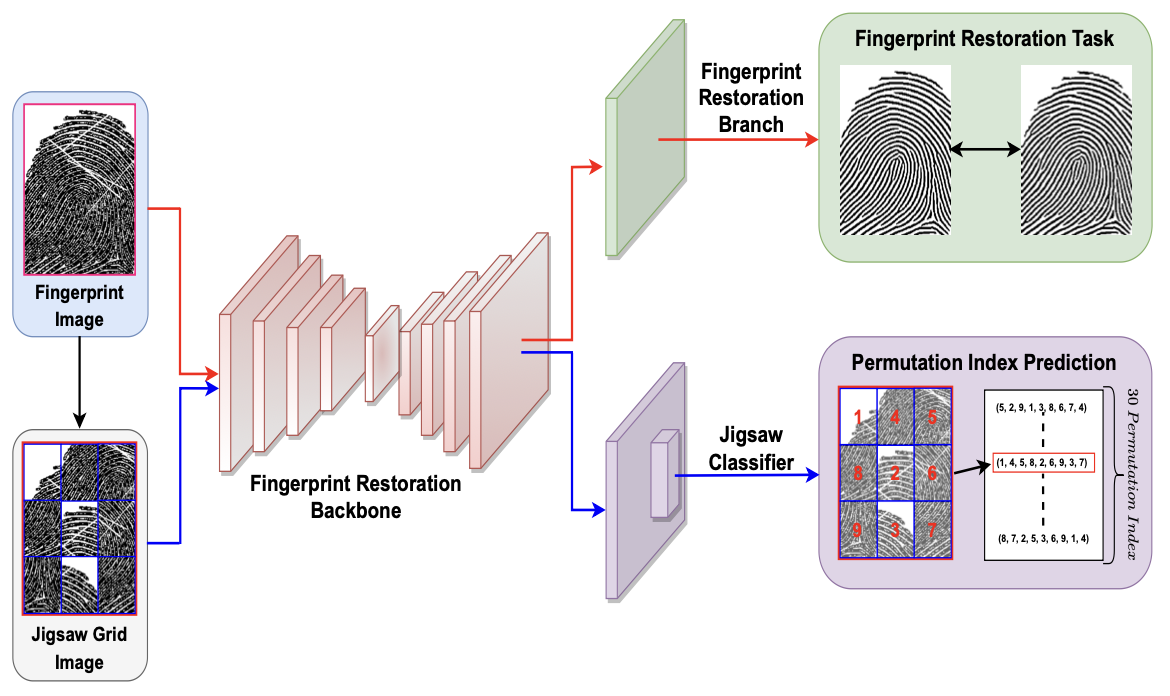 Fingerprint
Image
Jigsaw Grid
Image
Fingerprint Restoration
Backbone
Fingerprint
Restoration
Branch
Fingerprint Restoration Task
Jigsaw
Classifier
Permutation Index Prediction
1 4 5
8 2 6
9 3 7
(5, 2, 9, 1, 3, 8, 6, 7, 4)
(1, 4, 5, 8, 2, 6, 9, 3, 7)
(8, 7, 2, 5, 3, 6, 9, 1, 4)
30 Permutation Index